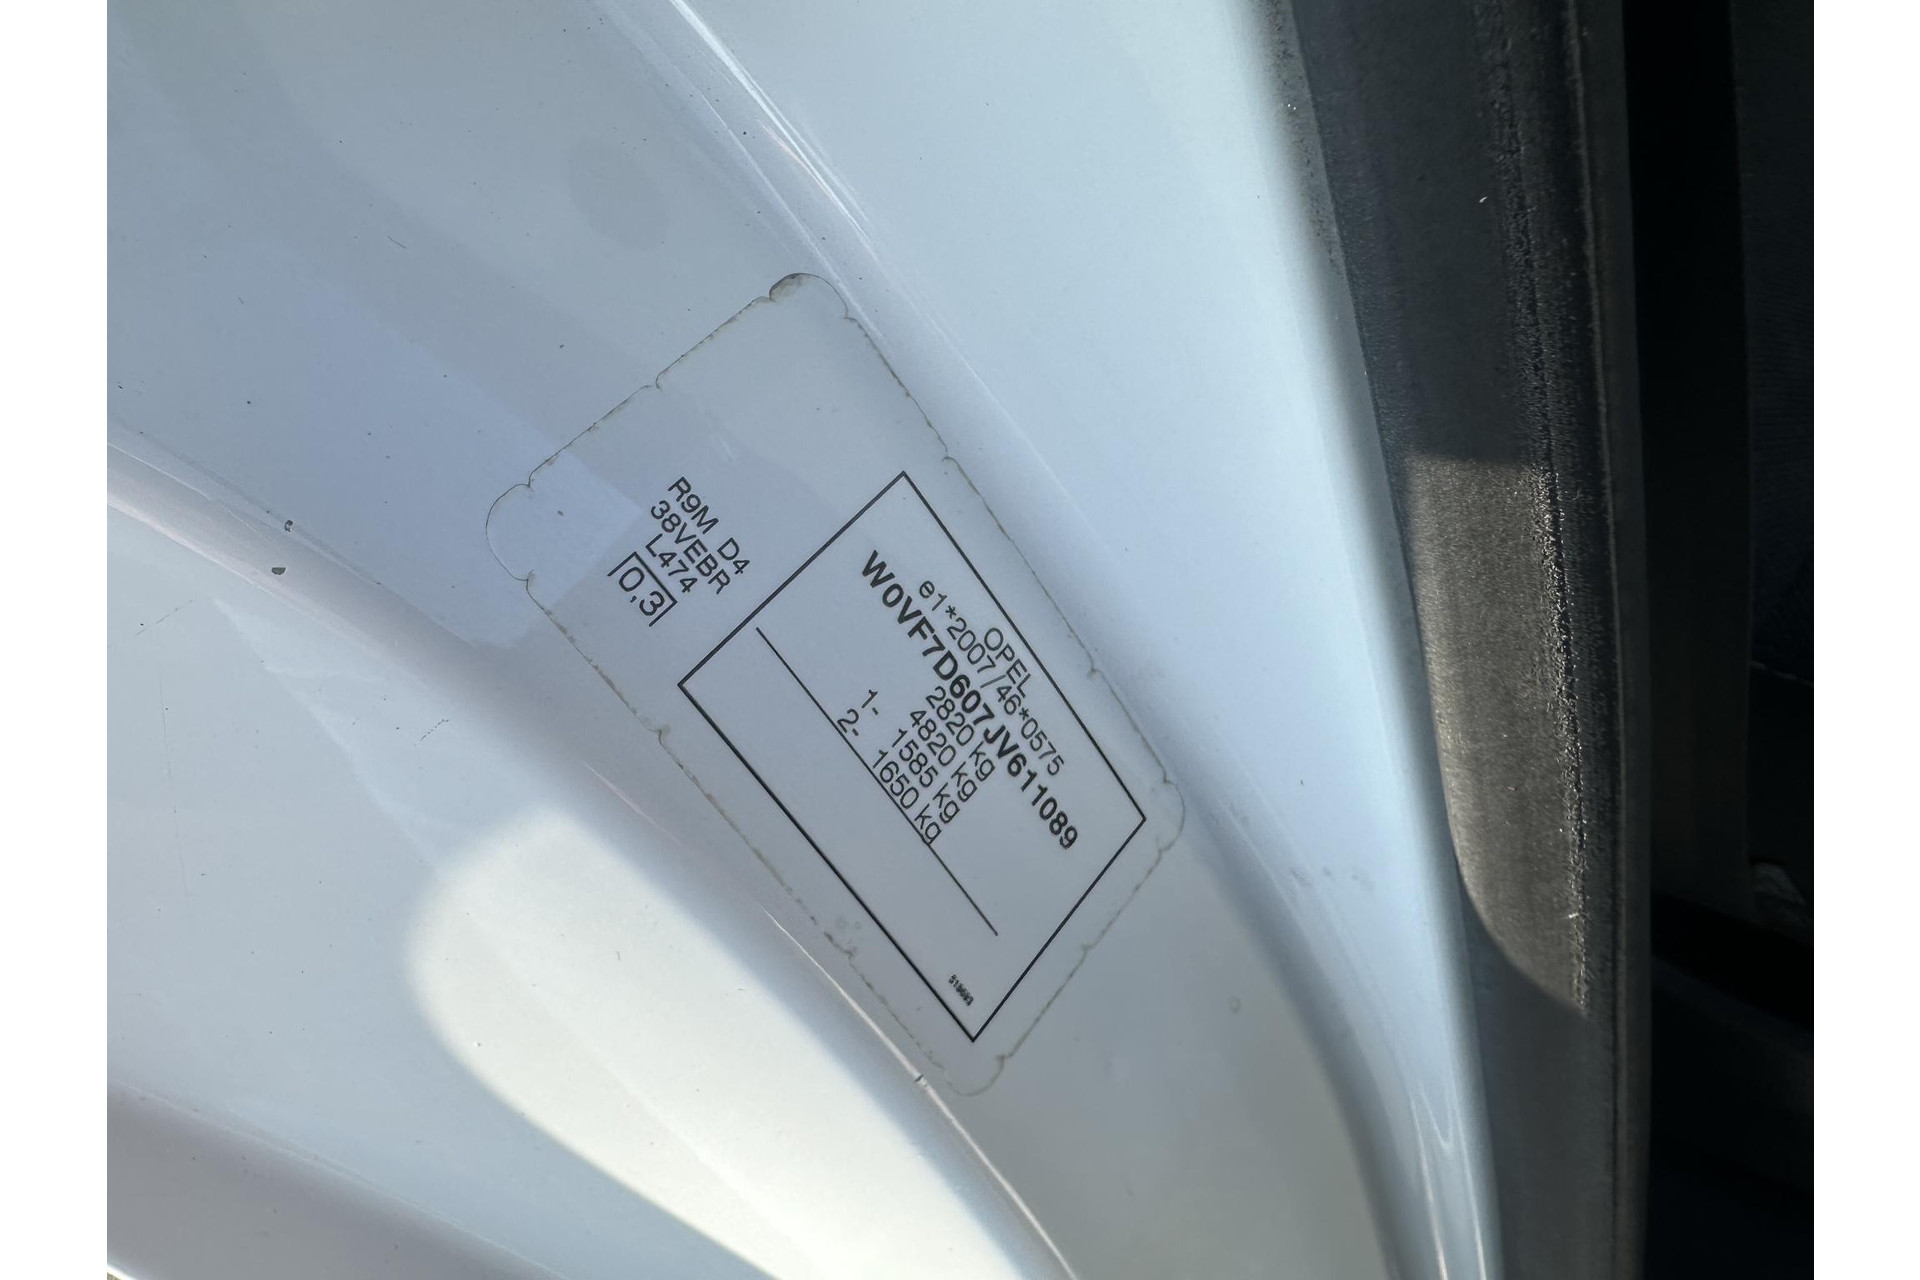 OPEL
e1*2007/46*0575
W0VF7D607JV611089
2820 kg
4820 kg
1- 1585 kg
2- 1650 kg
R9M D4
38VEBR
L474
0,3